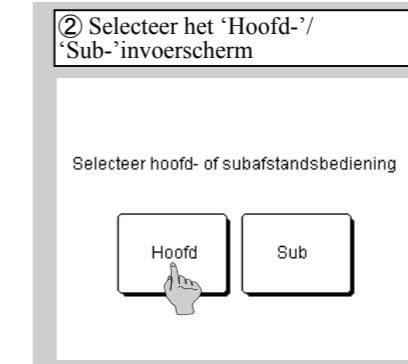 ② Selecteer het ‘Hoofd-’/
‘Sub-’invoerscherm
Selecteer hoofd- of subafstandsbediening
Hoofd
Sub